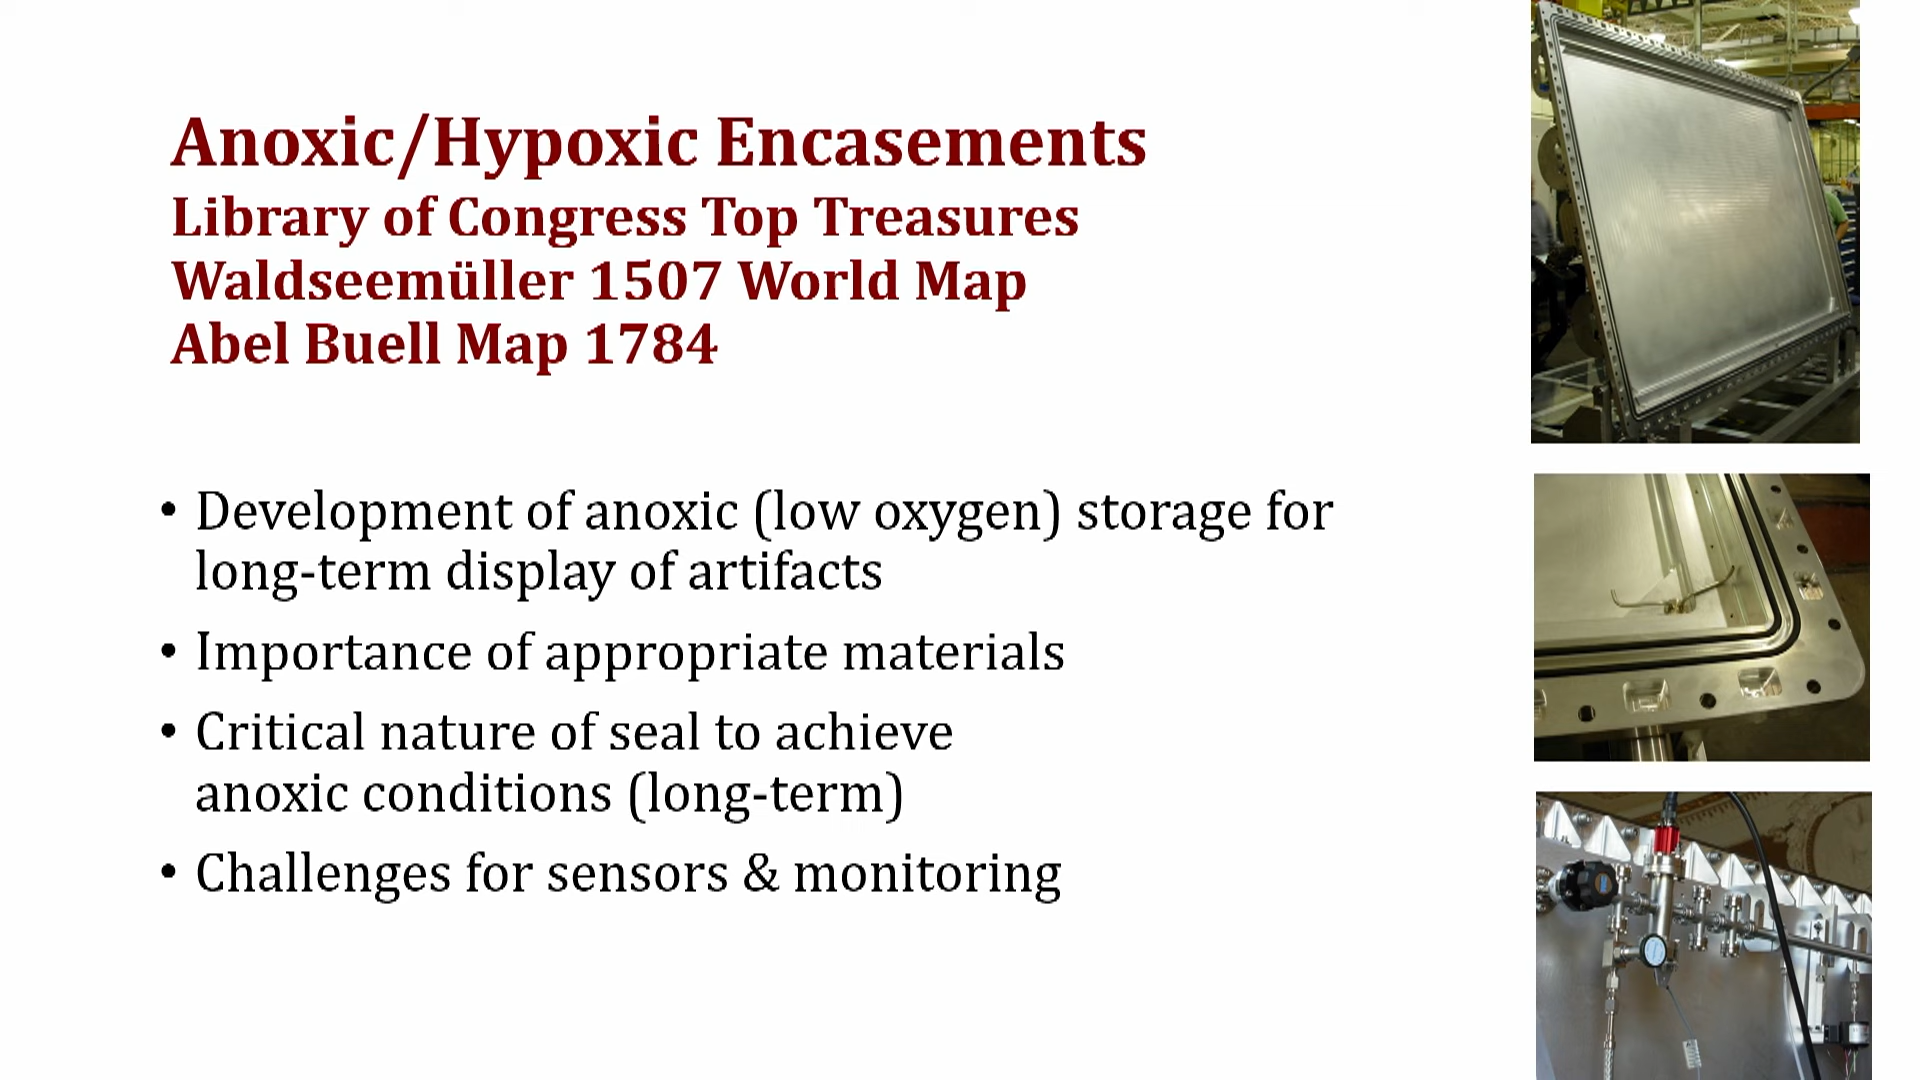 Anoxic/Hypoxic Encasements
Library of Congress Top Treasures
Waldseemüller 1507 World Map
Abel Buell Map 1784
• Development of anoxic (low oxygen) storage for
long-term display of artifacts
• Importance of appropriate materials
• Critical nature of seal to achieve
anoxic conditions (long-term)
• Challenges for sensors & monitoring